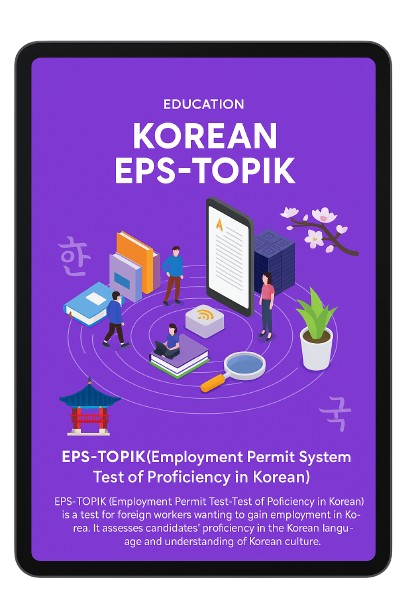 EDUCATION
KOREAN
EPS-TOPIK
A
한
국
EPS-TOPIK(Employment Permit System
Test of Proficiency in Korean)
EPS-TOPIK (Employment Permit Test-Test of Poficiency in Korean)
is a test for foreign workers wanting to gain employment in Ko-
rea. It assesses candidates' proficiency in the Korean langu-
age and understanding of Korean culture.